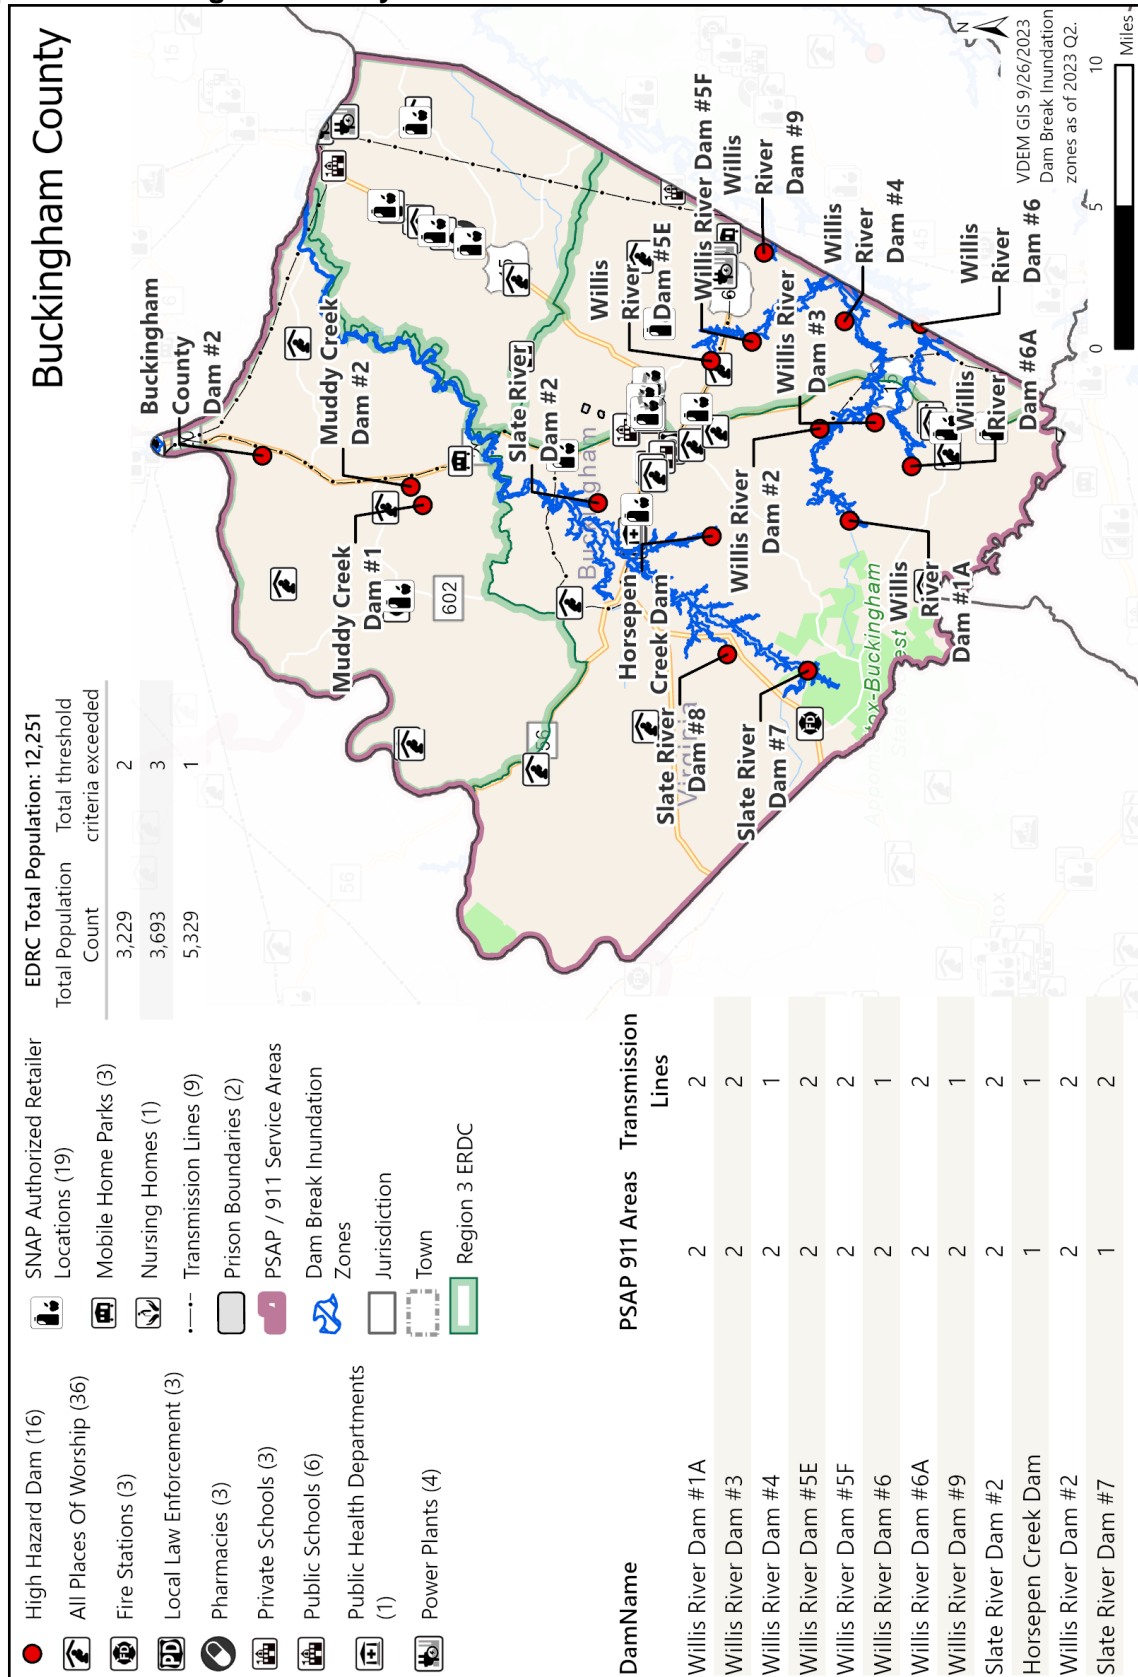 Buckingham County
High Hazard Dam (16)
All Places Of Worship (36)
Fire Stations (3)
Local Law Enforcement (3)
Pharmacies (3)
Private Schools (3)
Public Schools (6)
Public Health Departments
(1)
Power Plants (4)
SNAP Authorized Retailer
Locations (19)
Mobile Home Parks (3)
Nursing Homes (1)
Transmission Lines (9)
Prison Boundaries (2)
PSAP / 911 Service Areas
Dam Break Inundation
Zones
Jurisdiction
Town
Region 3 ERDC
EDRC Total Population: 12,251
Total Population Total threshold
Count criteria exceeded
3,229 2
3,693 3
5,329 1
DamName PSAP 911 Areas Transmission
Lines
Willis River Dam #1A 2 2
Willis River Dam #3 2 2
Willis River Dam #4 2 1
Willis River Dam #5E 2 2
Willis River Dam #5F 2 2
Willis River Dam #6 2 1
Willis River Dam #6A 2 2
Willis River Dam #9 2 1
Slate River Dam #2 2 2
Horsepen Creek Dam 1 1
Willis River Dam #2 2 2
Slate River Dam #7 1 2
Buckingham
County
Dam #2
Muddy Creek
Dam #2
Muddy Creek
Dam #1
Slate River
Dam #2
Willis
River
Dam #5E
Willis River Dam #5F
Willis
River
Dam #9
Willis River
Dam #3
Willis
River
Dam #4
Willis
River
Dam #6
Willis
River
Dam #6A
Willis River
Dam #2
Willis
River
Dam #1A
Horsepen
Creek Dam
Slate River
Dam #8
Slate River
Dam #7
602
56
15
56
45
Virginia
N
VDEM GIS 9/26/2023
Dam Break Inundation
zones as of 2023 Q2.
0 5 10
Miles